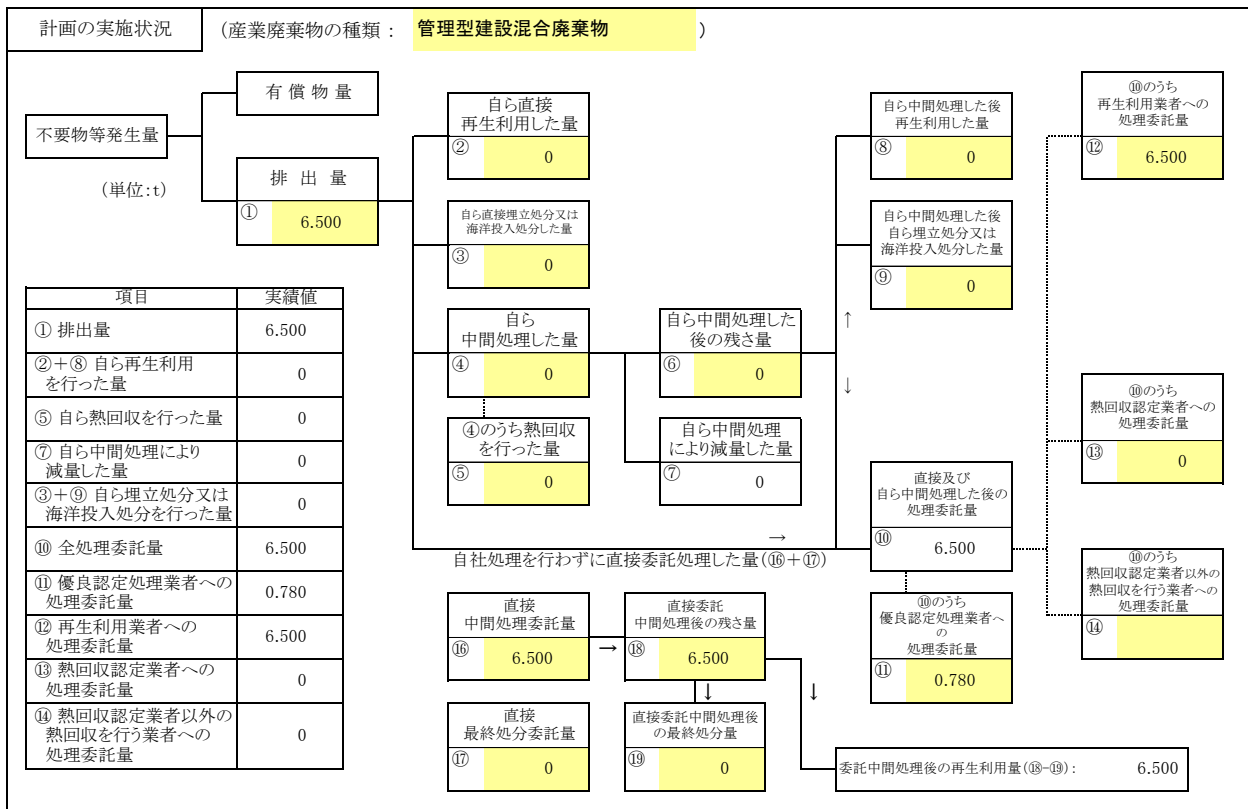 計画の実施状況
(産業廃棄物の種類： 管理型建設混合廃棄物 )
不要物等発生量
(単位:t)
有償物量
排出量
① 6.500
自ら直接
再生利用した量
② 0
自ら直接埋立処分又は
海洋投入処分した量
③ 0
自ら
中間処理した量
④ 0
④のうち熱回収
を行った量
⑤ 0
自ら中間処理した
後の残さ量
⑥ 0
自ら中間処理
により減量した量
⑦ 0
自ら中間処理した後
再生利用した量
⑧ 0
自ら中間処理した後
自ら埋立処分又は
海洋投入処分した量
⑨ 0
↑
↓
直接及び
自ら中間処理した後の
処理委託量
⑩ 6.500
⑩のうち
優良認定処理業者へ
の
処理委託量
⑪ 0.780
⑩のうち
再生利用業者への
処理委託量
⑫ 6.500
⑩のうち
熱回収認定業者への
処理委託量
⑬ 0
⑩のうち
熱回収認定業者以外の
熱回収を行う業者への
処理委託量
⑭
→
自社処理を行わずに直接委託処理した量(⑯+⑰)
直接
中間処理委託量
⑯ 6.500
→
直接委託
中間処理後の残さ量
⑱ 6.500
↓
↓
直接
最終処分委託量
⑰ 0
直接委託中間処理後
の最終処分量
⑲ 0
委託中間処理後の再生利用量(⑱-⑲)： 6.500
項目 実績値
① 排出量 6.500
②+⑧ 自ら再生利用
を行った量 0
⑤ 自ら熱回収を行った量 0
⑦ 自ら中間処理により
減量した量 0
③+⑨ 自ら埋立処分又は
海洋投入処分を行った量 0
⑩ 全処理委託量 6.500
⑪ 優良認定処理業者への
処理委託量 0.780
⑫ 再生利用業者への
処理委託量 6.500
⑬ 熱回収認定業者への
処理委託量 0
⑭ 熱回収認定業者以外の
熱回収を行う業者への
処理委託量 0